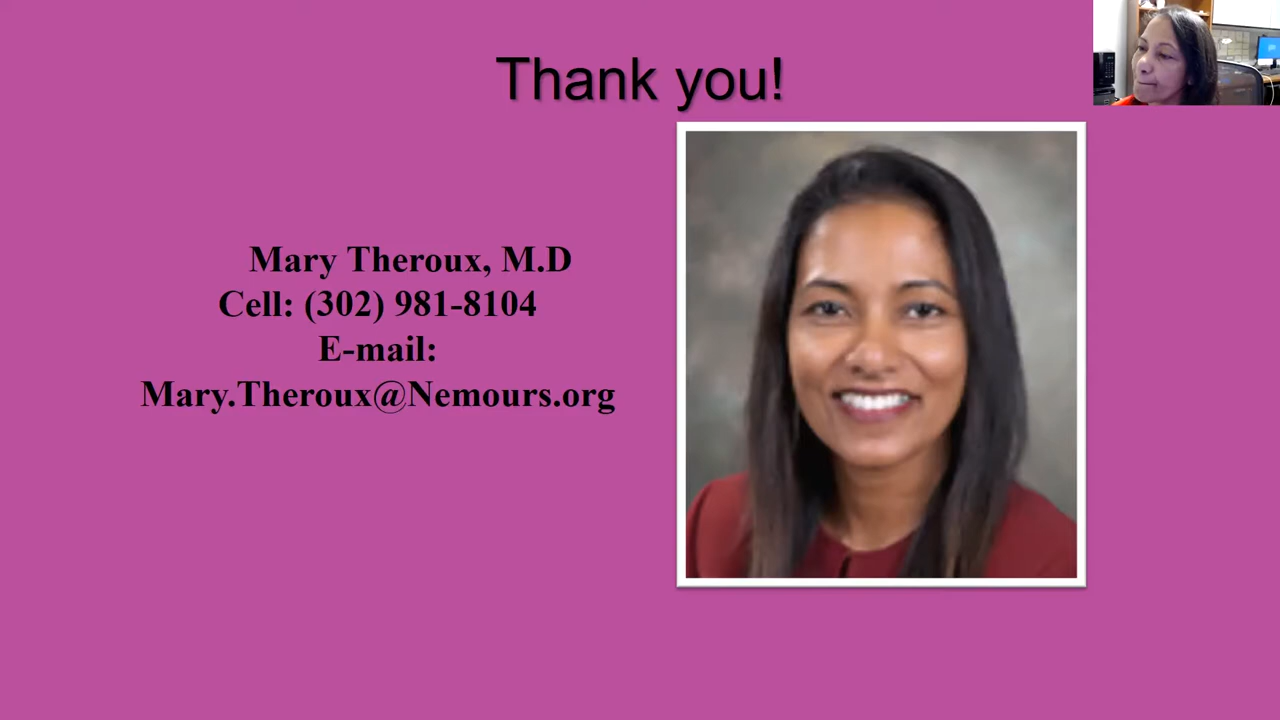 Thank you!
Mary Theroux, M.D
Cell: (302) 981-8104
E-mail:
Mary.Theroux@Nemours.org